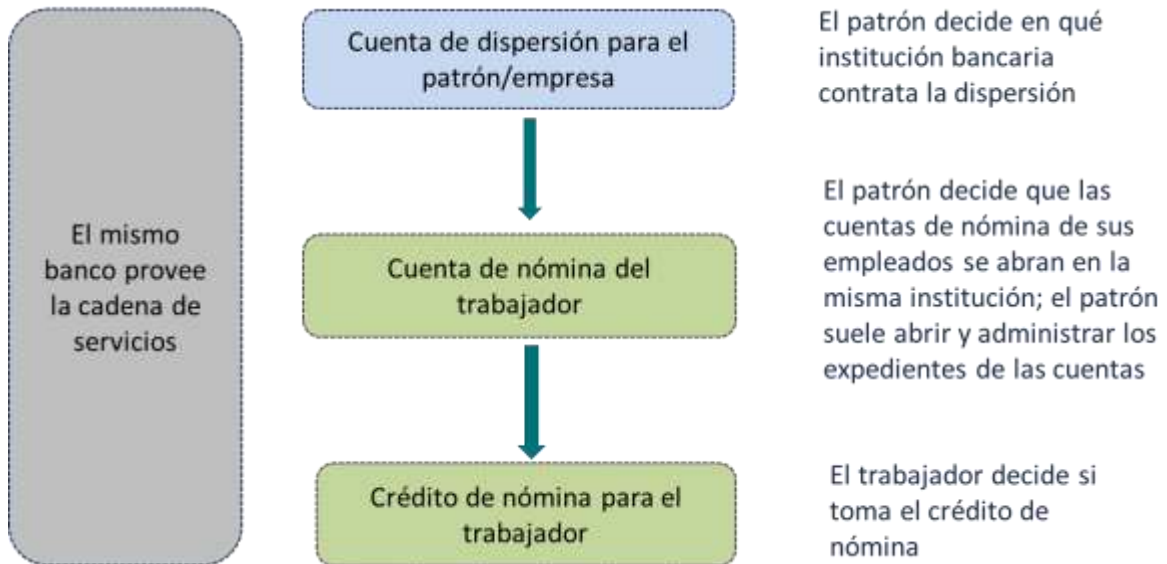 El mismo
banco provee
la cadena de
servicios
Cuenta de dispersión para el
patrón/empresa
El patrón decide en qué
institución bancaria
contrata la dispersión
Cuenta de nómina del
trabajador
El patrón decide que las
cuentas de nómina de sus
empleados se abran en la
misma institución; el patrón
suele abrir y administrar los
expedientes de las cuentas
Crédito de nómina para el
trabajador
El trabajador decide si
toma el crédito de
nómina